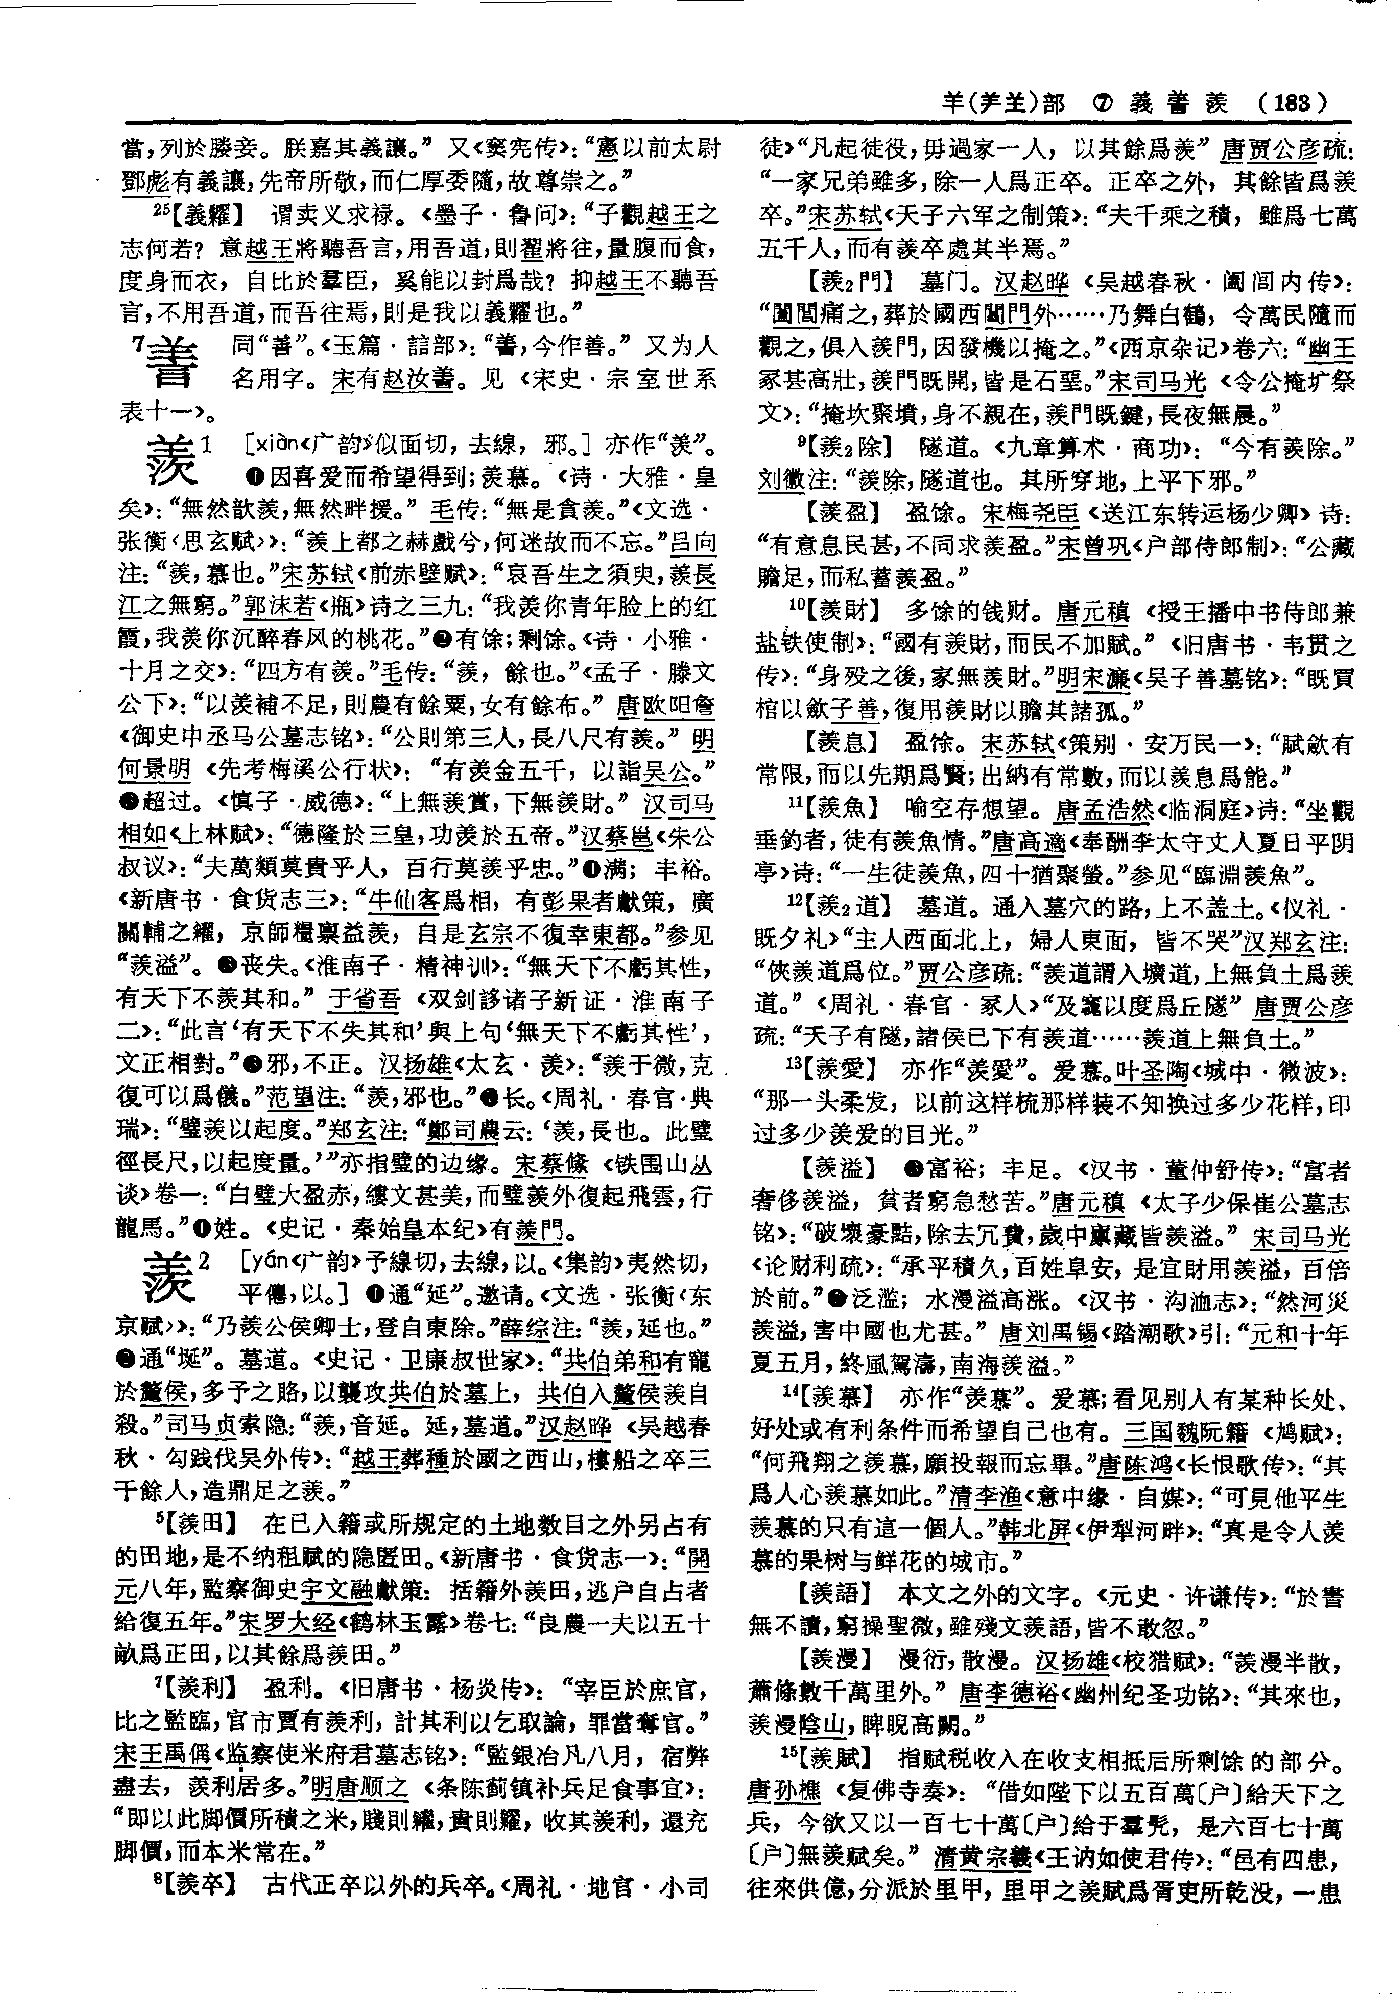 羊(⺶⺷)部 ⑦ 義 譱 羨 (183)
當,列於媵妾。朕嘉其義讓。”又《窦宪传》:“憲以前太尉
鄧彪有義讓,先帝所敬,而仁厚委隨,故尊崇之。”
25【義糶】 谓卖义求禄。《墨子·鲁问》:“子觀越王之
志何若?意越王將聽吾言,用吾道,則翟將往,量腹而食,
度身而衣,自比於羣臣,奚能以封爲哉?抑越王不聽吾
言,不用吾道,而吾往焉,則是我以義糶也。”
7 同“善”。《玉篇·誩部》:“,今作善。”又为人
名用字。宋有赵汝。见《宋史·宗室世系
表十一》。
羨1 [xiàn《广韵》似面切,去線,邪。]亦作“羡”。
❶因喜爱而希望得到;羡慕。《诗·大雅·皇
矣》:“無然歆羨,無然畔援。”毛传:“無是貪羨。”《文选·
张衡〈思玄赋〉》:“羨上都之赫戲兮,何迷故而不忘。”吕向
注:“羨,慕也。”宋苏轼《前赤壁赋》:“哀吾生之須臾,羨長
江之無窮。”郭沫若《瓶》诗之三九:“我羡你青年脸上的红
霞,我羡你沉醉春风的桃花。”❷有余;剩余。《诗·小雅·
十月之交》:“四方有羨。”毛传:“羨,餘也。”《孟子·滕文
公下》:“以羨補不足,則農有餘粟,女有餘布。”唐欧阳詹
《御史中丞马公墓志铭》:“公則第三人,長八尺有羨。”明
何景明《先考梅溪公行状》:“有羨金五千,以詣吴公。”
❸超过。《慎子·威德》:“上無羨賞,下無羨財。”汉司马
相如《上林赋》:“德隆於三皇,功羨於五帝。”汉蔡邕《朱公
叔议》:“夫萬類莫貴乎人,百行莫羨乎忠。”❹满;丰裕。
《新唐书·食货志三》:“牛仙客爲相,有彭果者獻策,廣
關輔之糴,京師糧禀益羨,自是玄宗不復幸東都。”参见
“羨溢”。❺丧失。《淮南子·精神训》:“無天下不虧其性,
有天下不羨其和。”于省吾《双剑誃诸子新证·淮南子
二》:“此言‘有天下不失其和’與上句‘無天下不虧其性’,
文正相對。”❻邪,不正。汉扬雄《太玄·羡》:“羨于微,克
復可以爲儀。”范望注:“羨,邪也。”❼长。《周礼·春官·典
瑞》:“璧羨以起度。”郑玄注:“鄭司農云:‘羨,長也。此璧
徑長尺,以起度量。’”亦指璧的边缘。宋蔡絛《铁围山丛
谈》卷一:“白璧大盈赤,縷文甚美,而璧羨外復起飛雲,行
龍馬。”❽姓。《史记·秦始皇本纪》有羨門。
羨2 [yán《广韵》予線切,去線,以。《集韵》夷然切,
平僊,以。] ❶通“延”。邀请。《文选·张衡〈东
京赋〉》:“乃羨公侯卿士,登自東除。”薛综注:“羨,延也。”
❷通“埏”。墓道。《史记·卫康叔世家》:“共伯弟和有寵
於釐侯,多予之賂,以襲攻共伯於墓上,共伯入釐侯羨自
殺。”司马贞索隐:“羨,音延。延,墓道。”汉赵晔《吴越春
秋·勾践伐吴外传》:“越王葬種於國之西山,樓船之卒三
千餘人,造鼎足之羨。”
5【羨田】 在已入籍或所规定的土地数目之外另占有
的田地,是不纳租赋的隐匿田。《新唐书·食货志一》:“開
元八年,監察御史宇文融獻策:括籍外羨田,逃户自占者
給復五年。”宋罗大经《鹤林玉露》卷七:“良農一夫以五十
畝爲正田,以其餘爲羨田。”
7【羨利】 盈利。《旧唐书·杨炎传》:“宰臣於庶官,
比之監臨,官市賈有羨利,計其利以乞取論,罪當奪官。”
宋王禹偁《监察使米府君墓志铭》:“監銀冶凡八月,宿弊
盡去,羨利居多。”明唐顺之《条陈蓟镇补兵足食事宜》:
“即以此脚價所積之米,賤則糴,貴則糶,收其羨利,還充
脚價,而本米常在。”
8【羨卒】 古代正卒以外的兵卒。《周礼·地官·小司
徒》“凡起徒役,毋過家一人,以其餘爲羨”唐贾公彦疏:
“一家兄弟雖多,除一人爲正卒。正卒之外,其餘皆爲羨
卒。”宋苏轼《天子六军之制策》:“夫千乘之積,雖爲七萬
五千人,而有羨卒處其半焉。”
【羨2門】 墓门。汉赵晔《吴越春秋·阖闾内传》:
“闔閭痛之,葬於國西閶門外……乃舞白鶴,令萬民隨而
觀之,俱入羨門,因發機以掩之。”《西京杂记》卷六:“幽王
冢甚高壯,羨門既開,皆是石堊。”宋司马光《令公掩圹祭
文》:“掩坎聚墳,身不親在,羨門既鍵,長夜無晨。”
9【羨2除】 隧道。《九章算术·商功》:“今有羨除。”
刘徽注:“羨除,隧道也。其所穿地,上平下邪。”
【羨盈】 盈馀。宋梅尧臣《送江东转运杨少卿》诗:
“有意息民甚,不同求羨盈。”宋曾巩《户部侍郎制》:“公藏
贍足,而私蓄羨盈。”
10【羨財】 多馀的钱财。唐元稹《授王播中书侍郎兼
盐铁使制》:“國有羨財,而民不加賦。”《旧唐书·韦贯之
传》:“身殁之後,家無羨財。”明宋濂《吴子善墓铭》:“既買
棺以斂子善,復用羨財以贍其諸孤。”
【羨息】 盈馀。宋苏轼《策别·安万民一》:“賦斂有
常限,而以先期爲賢;出納有常數,而以羨息爲能。”
11【羨魚】 喻空存想望。唐孟浩然《临洞庭》诗:“坐觀
垂釣者,徒有羨魚情。”唐高適《奉酬李太守丈人夏日平阴
亭》诗:“一生徒羨魚,四十猶聚螢。”参见“臨淵羨魚”。
12【羨2道】 墓道。通入墓穴的路,上不盖土。《仪礼·
既夕礼》“主人西面北上,婦人東面,皆不哭”汉郑玄注:
“俠羨道爲位。”贾公彦疏:“羨道謂入壙道,上無負土爲羨
道。”《周礼·春官·冢人》“及竁以度爲丘隧”唐贾公彦
疏:“天子有隧,諸侯已下有羨道……羨道上無負土。”
13【羨愛】 亦作“羡愛”。爱慕。叶圣陶《城中·微波》:
“那一头柔发,以前这样梳那样装不知换过多少花样,印
过多少羡爱的目光。”
【羨溢】 ❶富裕;丰足。《汉书·董仲舒传》:“富者
奢侈羨溢,貧者窮急愁苦。”唐元稹《太子少保崔公墓志
铭》:“破壞豪黠,除去冗費,歲中廩藏皆羨溢。”宋司马光
《论财利疏》:“承平積久,百姓阜安,是宜財用羨溢,百倍
於前。”❷泛滥;水漫溢高涨。《汉书·沟洫志》:“然河災
羨溢,害中國也尤甚。”唐刘禹锡《踏潮歌》引:“元和十年
夏五月,終風駕濤,南海羨溢。”
14【羨慕】 亦作“羡慕”。爱慕;看见别人有某种长处、
好处或有利条件而希望自己也有。三国魏阮籍《鸠赋》:
“何飛翔之羨慕,願投報而忘畢。”唐陈鸿《长恨歌传》:“其
爲人心羨慕如此。”清李渔《意中缘·自媒》:“可見他平生
羨慕的只有這一個人。”韩北屏《伊犁河畔》:“真是令人羡
慕的果树与鲜花的城市。”
【羨語】 本文之外的文字。《元史·许谦传》:“於書
無不讀,窮操聖微,雖殘文羨語,皆不敢忽。”
【羨漫】 漫衍,散漫。汉扬雄《校猎赋》:“羨漫半散,
蕭條數千萬里外。”唐李德裕《幽州纪圣功铭》:“其來也,
羨漫陰山,睥睨高闕。”
15【羨賦】 指赋税收入在收支相抵后所剩馀的部分。
唐孙樵《复佛寺奏》:“借如陛下以五百萬〔户〕給天下之
兵,今欲又以一百七十萬〔户〕給于羣髡,是六百七十萬
〔户〕無羨賦矣。”清黄宗羲《王讷如使君传》:“邑有四患,
往來供億,分派於里甲,里甲之羨賦爲胥吏所乾没,一患